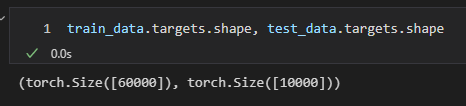 1 train_data.targets.shape, test_data.targets.shape
0.0s
(torch.Size([60000]), torch.Size([10000]))